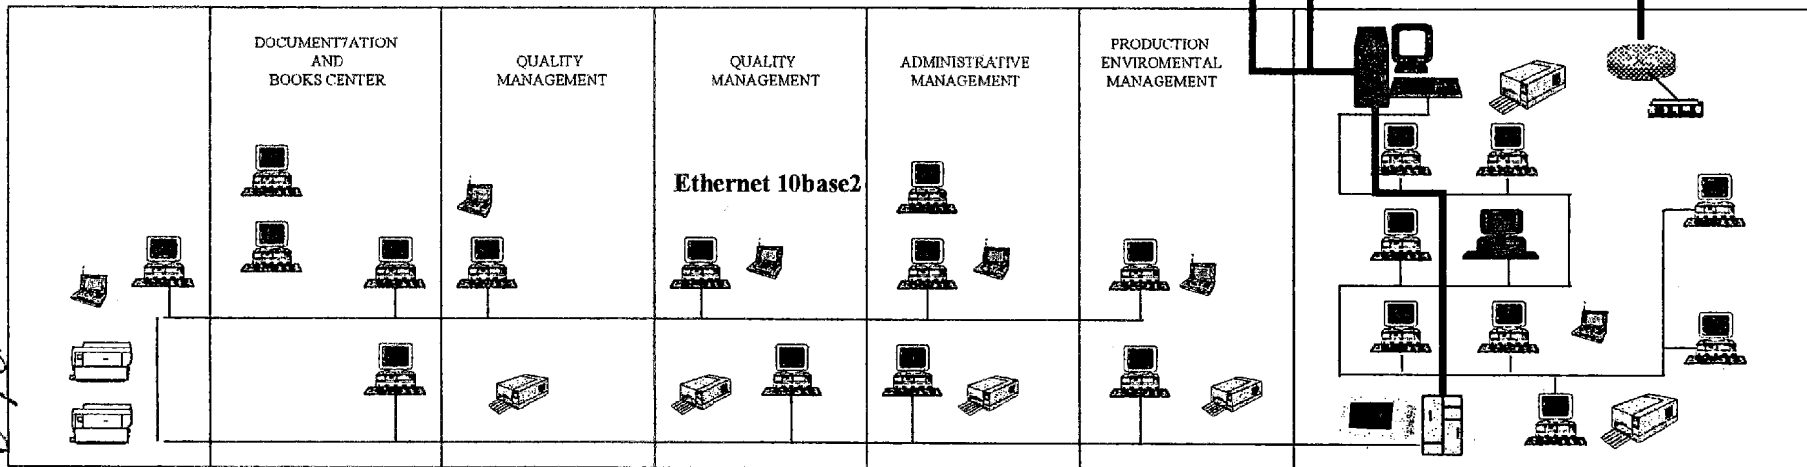 DOCUMENT7ATION
AND
BOOKS CENTER
QUALITY
MANAGEMENT
QUALITY
MANAGEMENT
ADMINISTRATIVE
MANAGEMENT
PRODUCTION
ENVIROMENTAL
MANAGEMENT
Ethernet 10base2